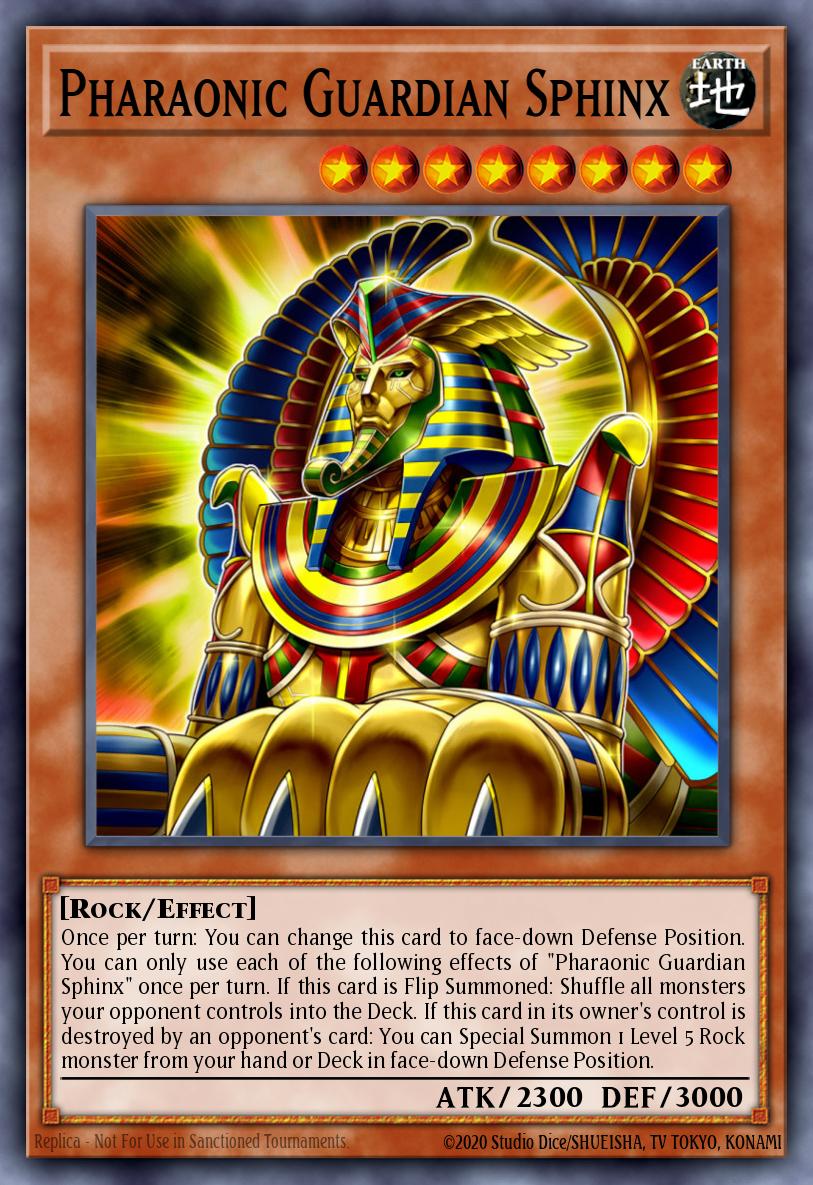 Pharaonic Guardian Sphinx
EARTH
地
[Rock/Effect]
Once per turn: You can change this card to face-down Defense Position.
You can only use each of the following effects of "Pharaonic Guardian
Sphinx" once per turn. If this card is Flip Summoned: Shuffle all monsters
your opponent controls into the Deck. If this card in its owner's control is
destroyed by an opponent's card: You can Special Summon 1 Level 5 Rock
monster from your hand or Deck in face-down Defense Position.
ATK/2300 DEF/3000
Replica - Not For Use in Sanctioned Tournaments.
©2020 Studio Dice/SHUEISHA, TV TOKYO, KONAMI